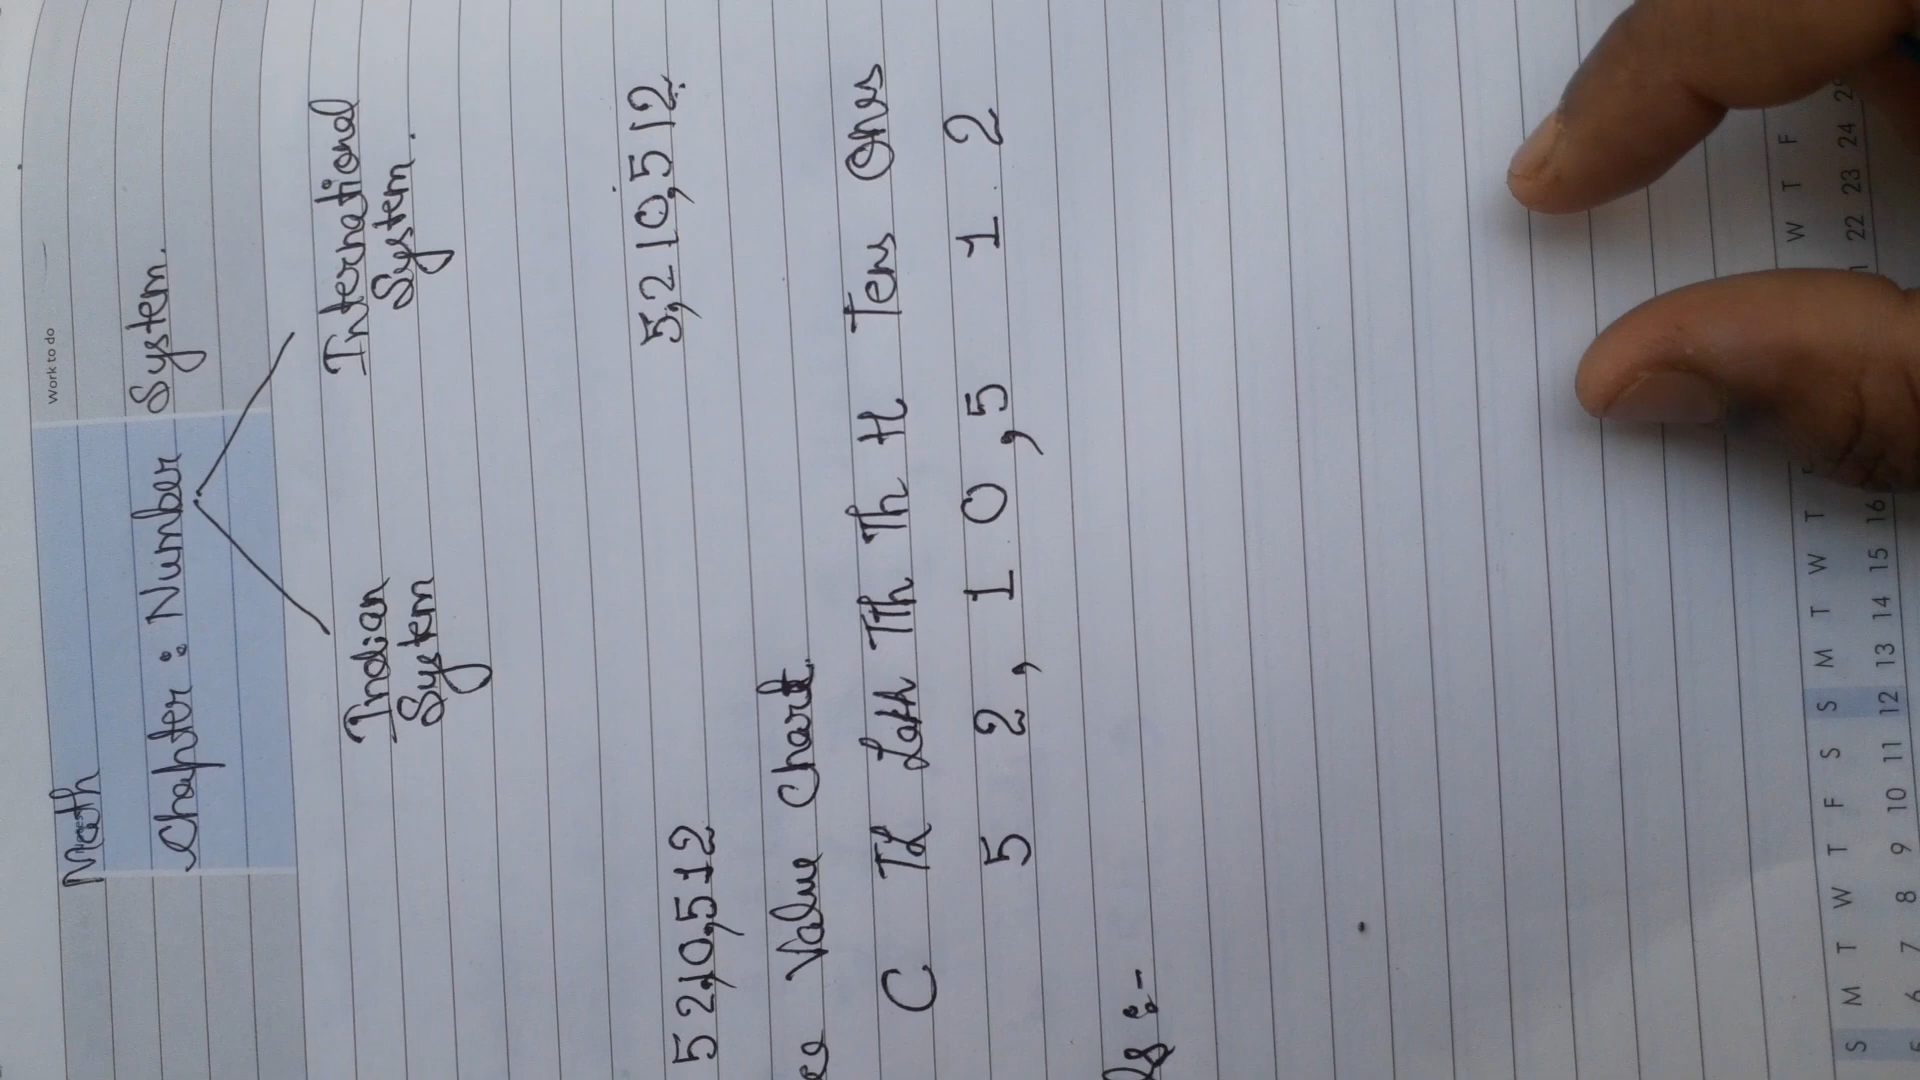 Work to do
Math
Chapter : Number System.
Indian System
International System.
52,10,512
5,210,512
Value Chart
C TL Lakh TTh Th H Tens Ones
5 2, 1 0 ,5 1 2
S M T W T F S S M T W T F W T F
6 7 8 9 10 11 12 13 14 15 16 22 23 24